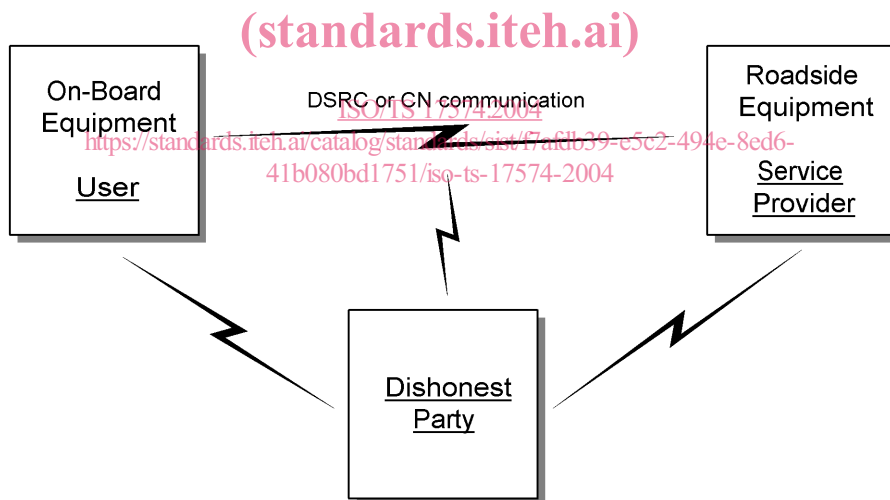 (standards.iteh.ai)
On-Board
Equipment
User
DSRC or CN communication
ISO/TS 17574:2004
https://standards.iteh.ai/catalog/standards/sist/f7afdb39-e5c2-494e-8ed6-
41b080bd1751/iso-ts-17574-2004
Roadside
Equipment
Service
Provider
Dishonest
Party